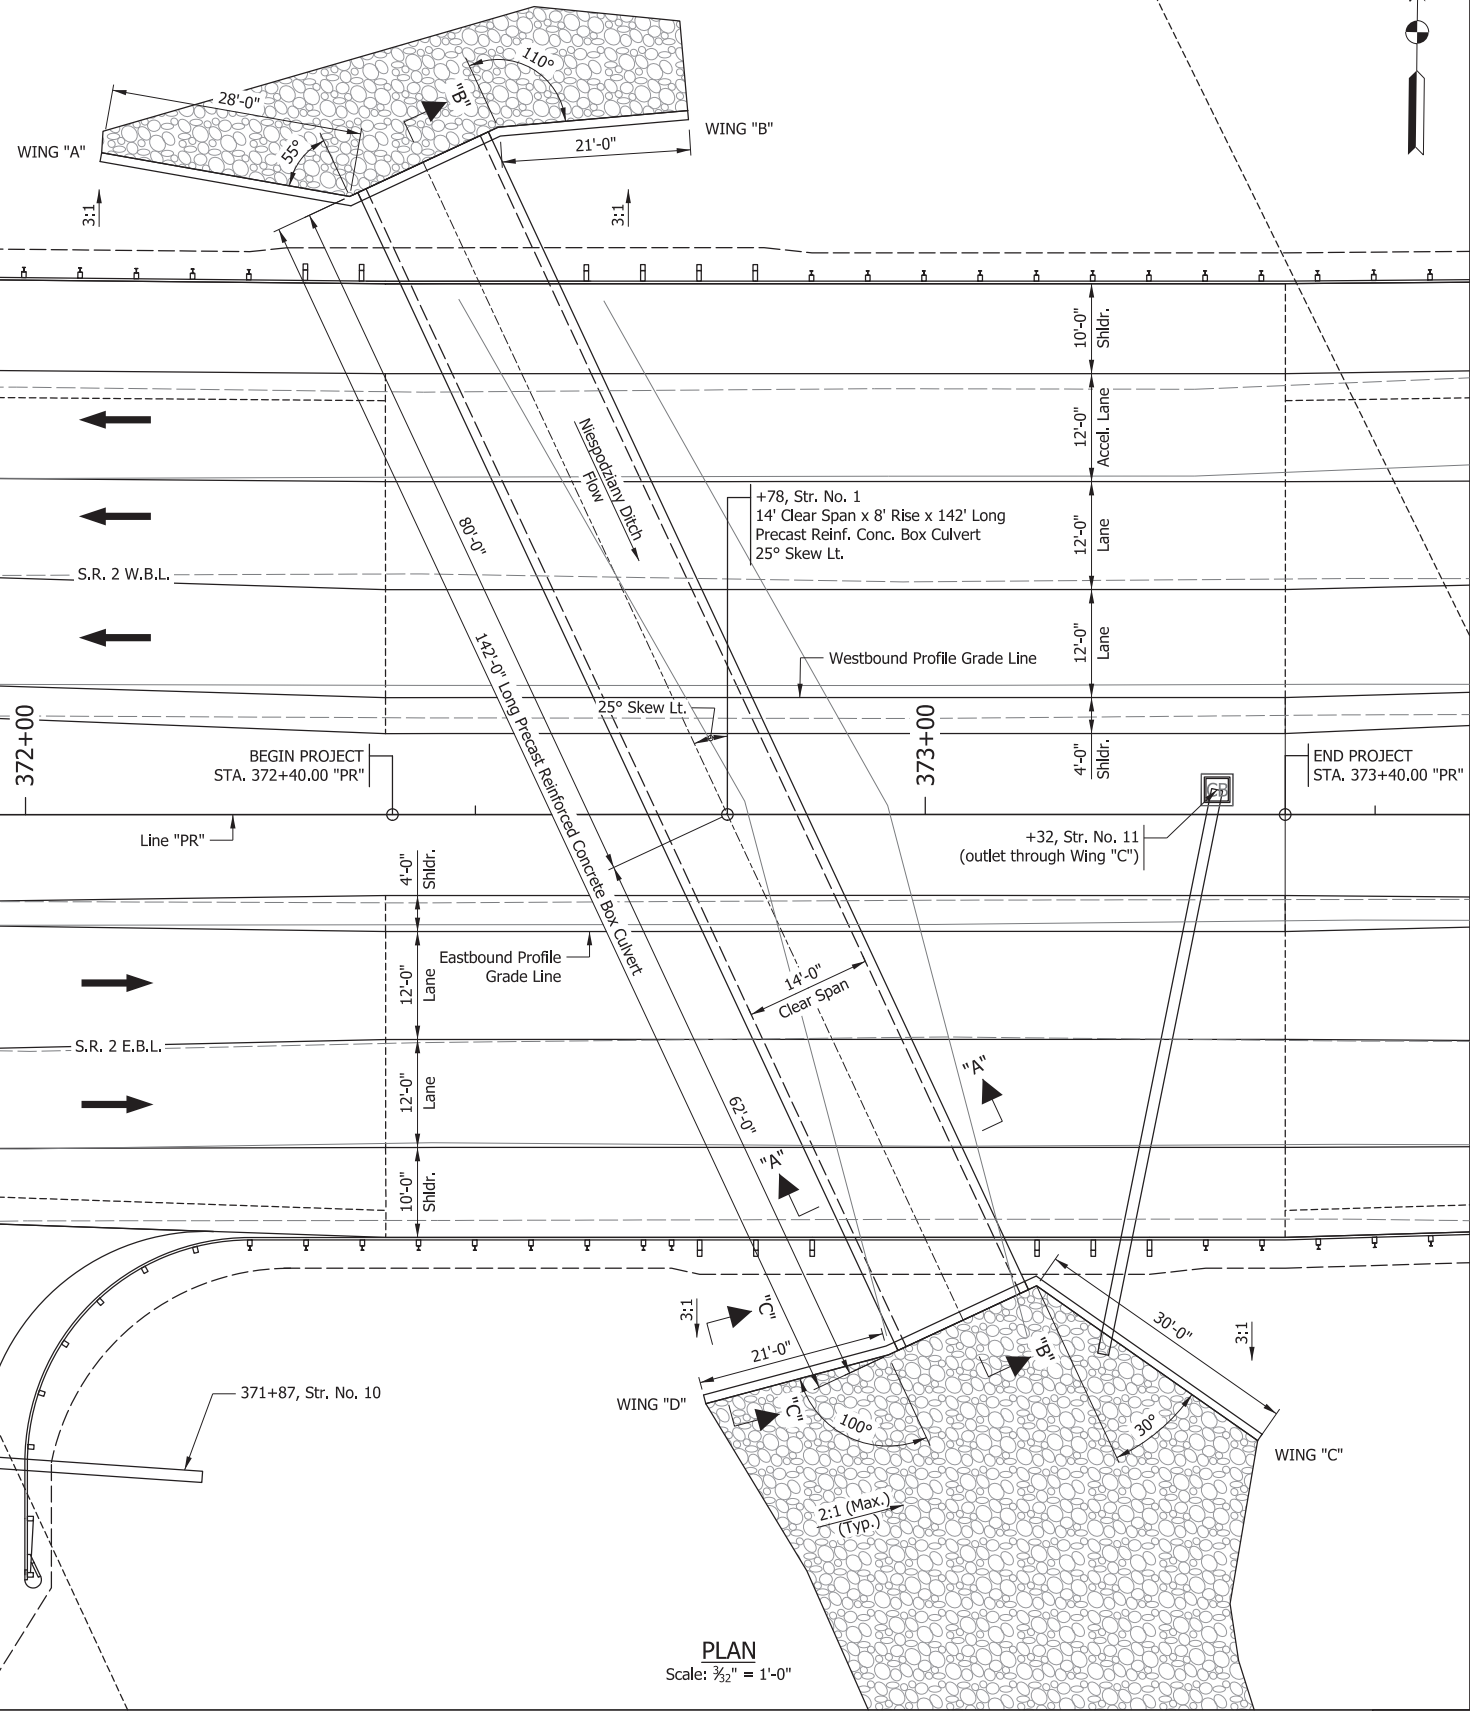 110°
"B"
28'-0"
WING "B"
WING "A"
55°
21'-0"
3:1
3:1
10'-0"
Shldr.
12'-0"
Accel. Lane
Niespodziany Ditch
Flow
+78, Str. No. 1
14' Clear Span x 8' Rise x 142' Long
Precast Reinf. Conc. Box Culvert
25° Skew Lt.
80'-0"
12'-0"
Lane
S.R. 2 W.B.L.
12'-0"
Lane
142'-0" Long Precast Reinforced Concrete Box Culvert
Westbound Profile Grade Line
25° Skew Lt.
372+00
373+00
4'-0"
Shldr.
BEGIN PROJECT
STA. 372+40.00 "PR"
END PROJECT
STA. 373+40.00 "PR"
CB
Line "PR"
+32, Str. No. 11
(outlet through Wing "C")
4'-0"
Shldr.
Eastbound Profile
Grade Line
12'-0"
Lane
14'-0"
Clear Span
S.R. 2 E.B.L.
"A"
12'-0"
Lane
62'-0"
"A"
10'-0"
Shldr.
3:1
"C"
30'-0"
3:1
21'-0"
"B"
371+87, Str. No. 10
WING "D"
"C"
100°
30°
WING "C"
2:1 (Max.)
(Typ.)
PLAN
Scale: 3/32" = 1'-0"